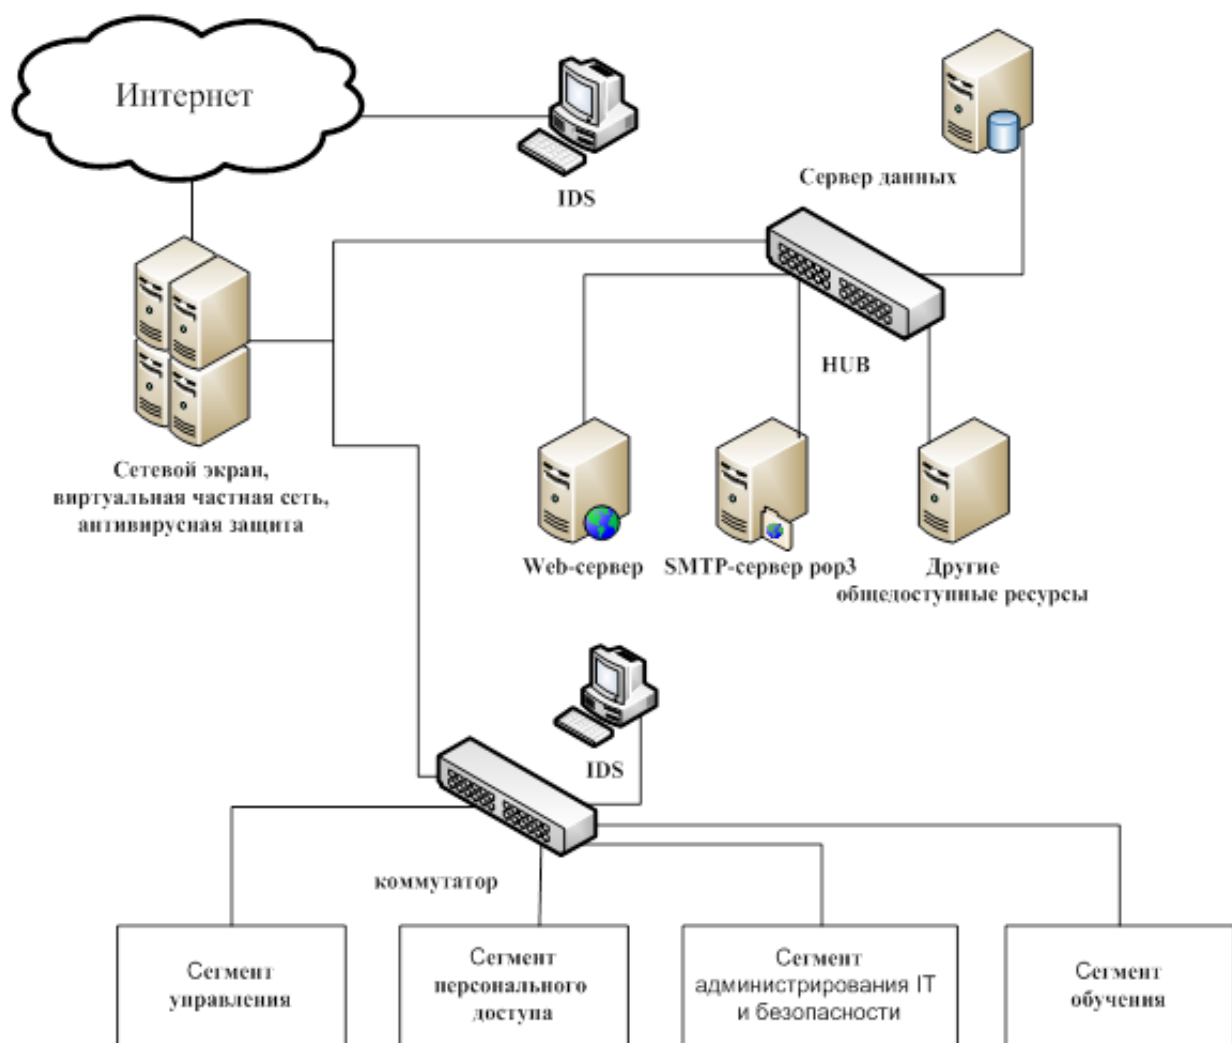 Интернет
IDS
Сервер данных
HUB
Сетевой экран,
виртуальная частная сеть,
антивирусная защита
Web-сервер
SMTP-сервер pop3
Другие
общедоступные ресурсы
IDS
коммутатор
Сегмент
управления
Сегмент
персонального
доступа
Сегмент
администрирования IT
и безопасности
Сегмент
обучения